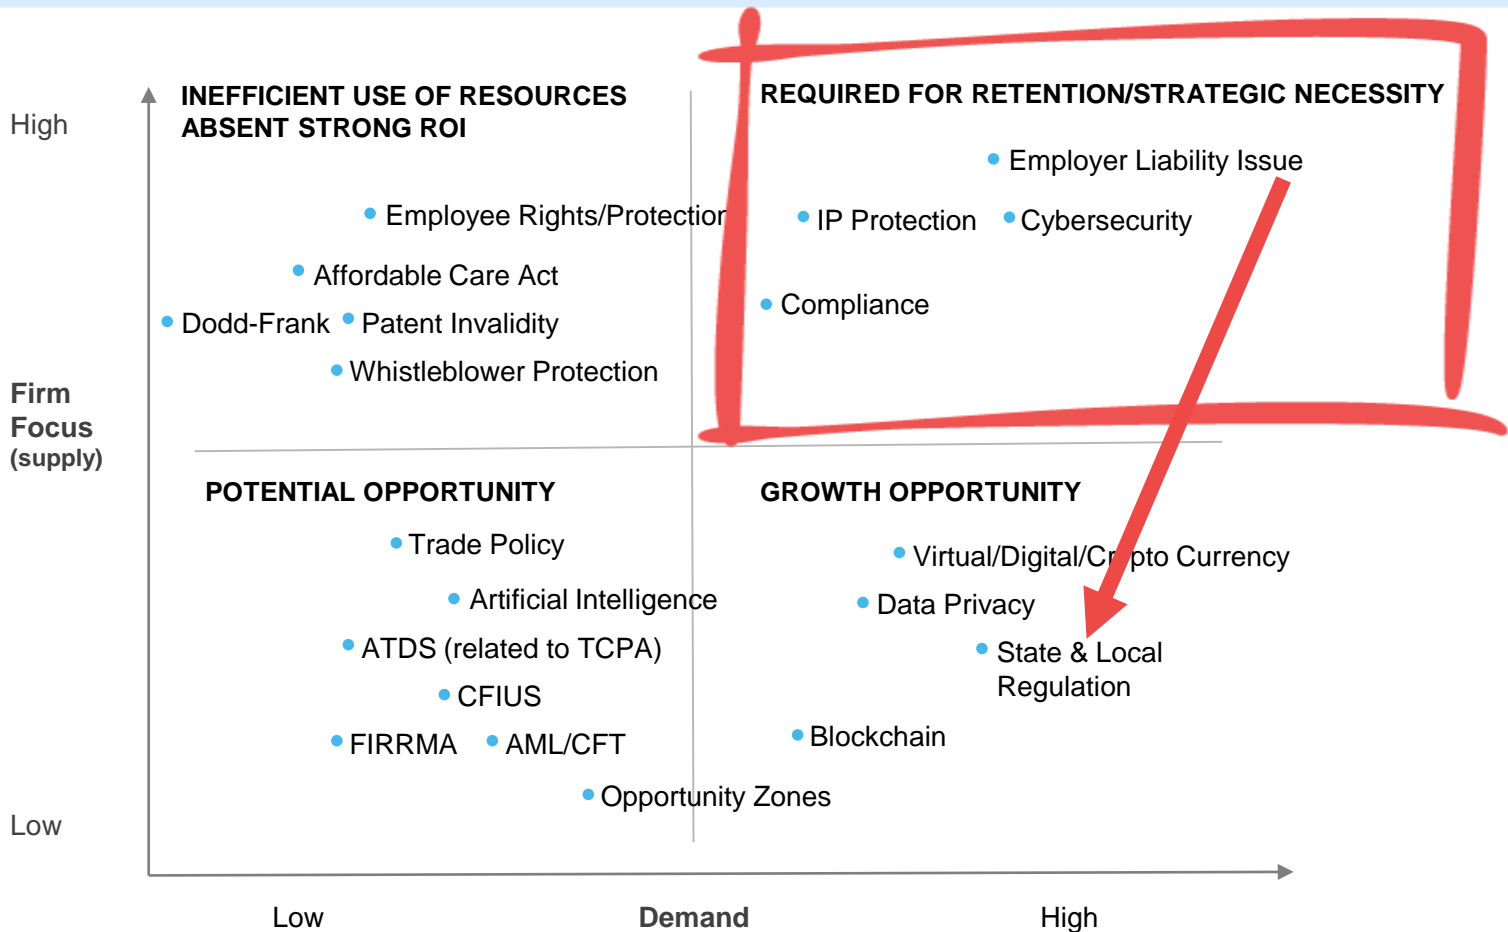 INEFFICIENT USE OF RESOURCES
ABSENT STRONG ROI
REQUIRED FOR RETENTION/STRATEGIC NECESSITY
High
Employer Liability Issue
Employee Rights/Protection
IP Protection
Cybersecurity
Affordable Care Act
Compliance
Dodd-Frank
Patent Invalidity
Whistleblower Protection
Firm
Focus
(supply)
POTENTIAL OPPORTUNITY
GROWTH OPPORTUNITY
Trade Policy
Virtual/Digital/Crypto Currency
Artificial Intelligence
Data Privacy
ATDS (related to TCPA)
State & Local
Regulation
CFIUS
FIRRMA
AML/CFT
Blockchain
Opportunity Zones
Low
Low
Demand
High